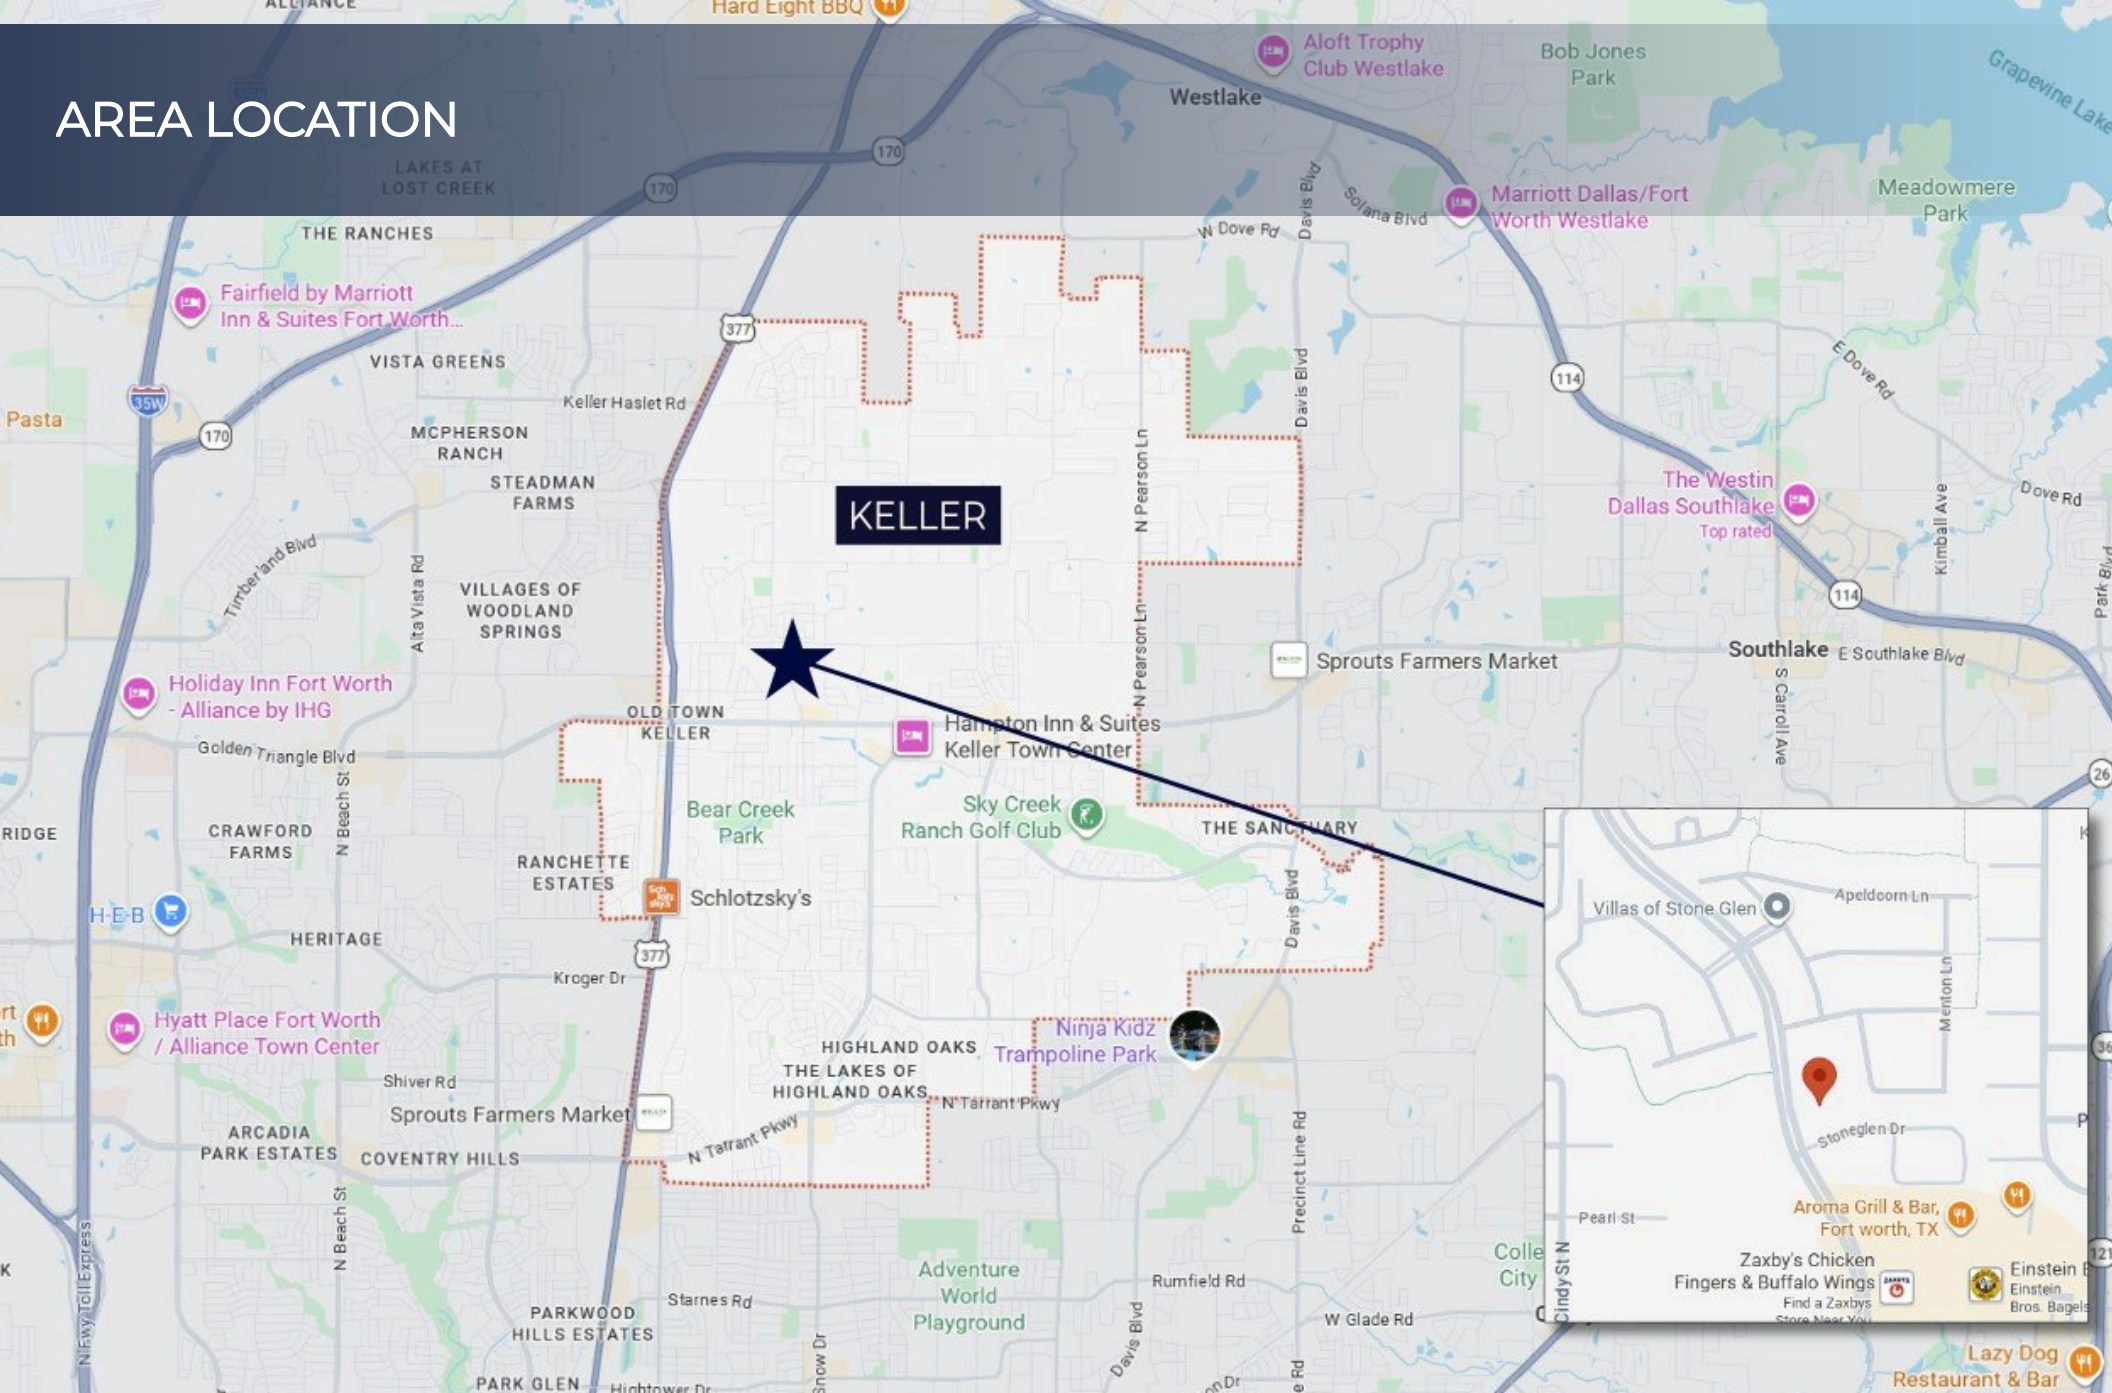 ALLIANCE
Hard Eight BBQ
AREA LOCATION
35W
Aloft Trophy
Club Westlake
Westlake
Bob Jones
Park
Grapevine Lake
170
170
LAKES AT
LOST CREEK
Davis Blvd
Solana Blvd
Marriott Dallas/Fort
Worth Westlake
Meadowmere
Park
THE RANCHES
W Dove Rd
Fairfield by Marriott
Inn & Suites Fort Worth...
377
VISTA GREENS
Keller Haslet Rd
35W
Pasta
170
MCPHERSON
RANCH
STEADMAN
FARMS
Davis Blvd
114
E Dove Rd
N Pearson Ln
KELLER
The Westin
Dallas Southlake
Top rated
Kimball Ave
Dove Rd
Timberland Blvd
Alta Vista Rd
VILLAGES OF
WOODLAND
SPRINGS
Park Blvd
114
N Pearson Ln
Sprouts Farmers Market
Southlake
E Southlake Blvd
S Carroll Ave
Holiday Inn Fort Worth
- Alliance by IHG
OLD TOWN
KELLER
Hampton Inn & Suites
Keller Town Center
Golden Triangle Blvd
N Beach St
26
Bear Creek
Park
Sky Creek
Ranch Golf Club
THE SANCTUARY
RIDGE
CRAWFORD
FARMS
RANCHETTE
ESTATES
Schlotzsky's
H-E-B
HERITAGE
Davis Blvd
377
Kroger Dr
Hyatt Place Fort Worth
/ Alliance Town Center
HIGHLAND OAKS
THE LAKES OF
HIGHLAND OAKS
Ninja Kidz
Trampoline Park
Shiver Rd
Sprouts Farmers Market
N Tarrant Pkwy
N Tarrant Pkwy
ARCADIA
PARK ESTATES
COVENTRY HILLS
N Beach St
Precinct Line Rd
N Fwy Toll Express
Adventure
World
Playground
Rumfield Rd
Starnes Rd
PARKWOOD
HILLS ESTATES
W Glade Rd
Davis Blvd
PARK GLEN
Hightower Dr
Colle
City
Villas of Stone Glen
Apeldoorn Ln
Menton Ln
Stoneglen Dr
Pearl St
Cindy St N
Aroma Grill & Bar,
Fort worth, TX
Zaxby's Chicken
Fingers & Buffalo Wings
Find a Zaxbys
Store Near You
Einstein
Einstein
Bros. Bagels
121
Lazy Dog
Restaurant & Bar